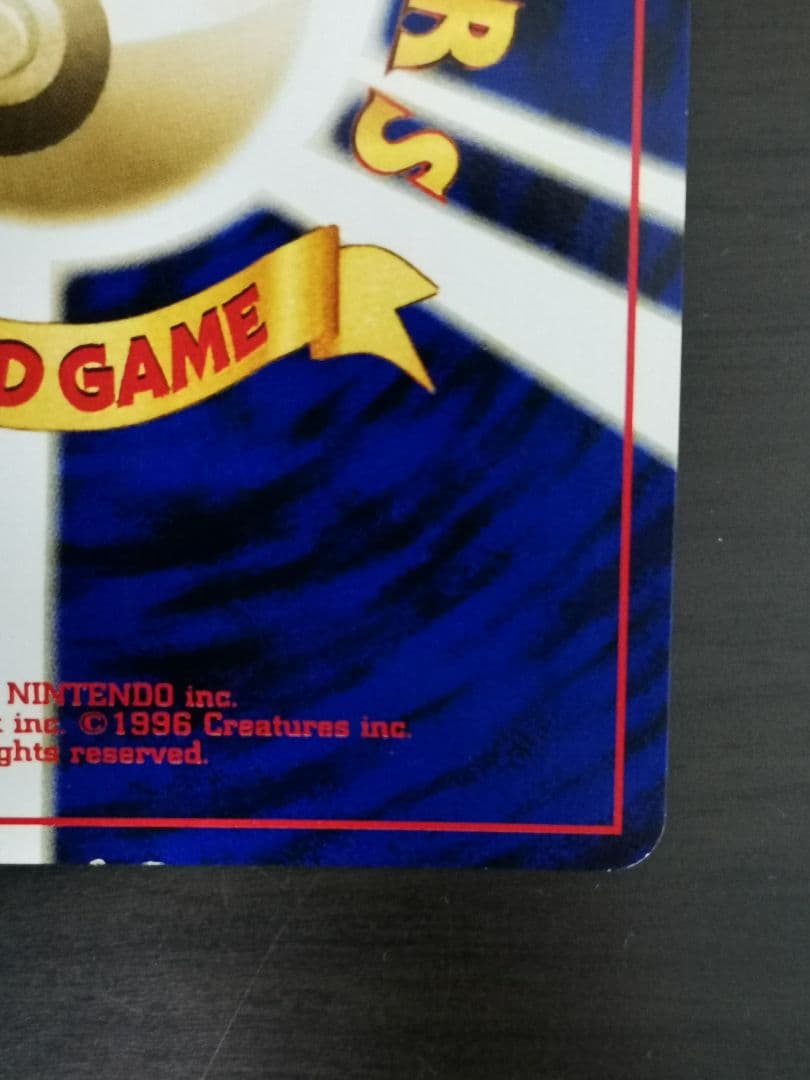 RS
D GAME
NINTENDO inc.
inc. ©1996 Creatures inc.
ghts reserved.